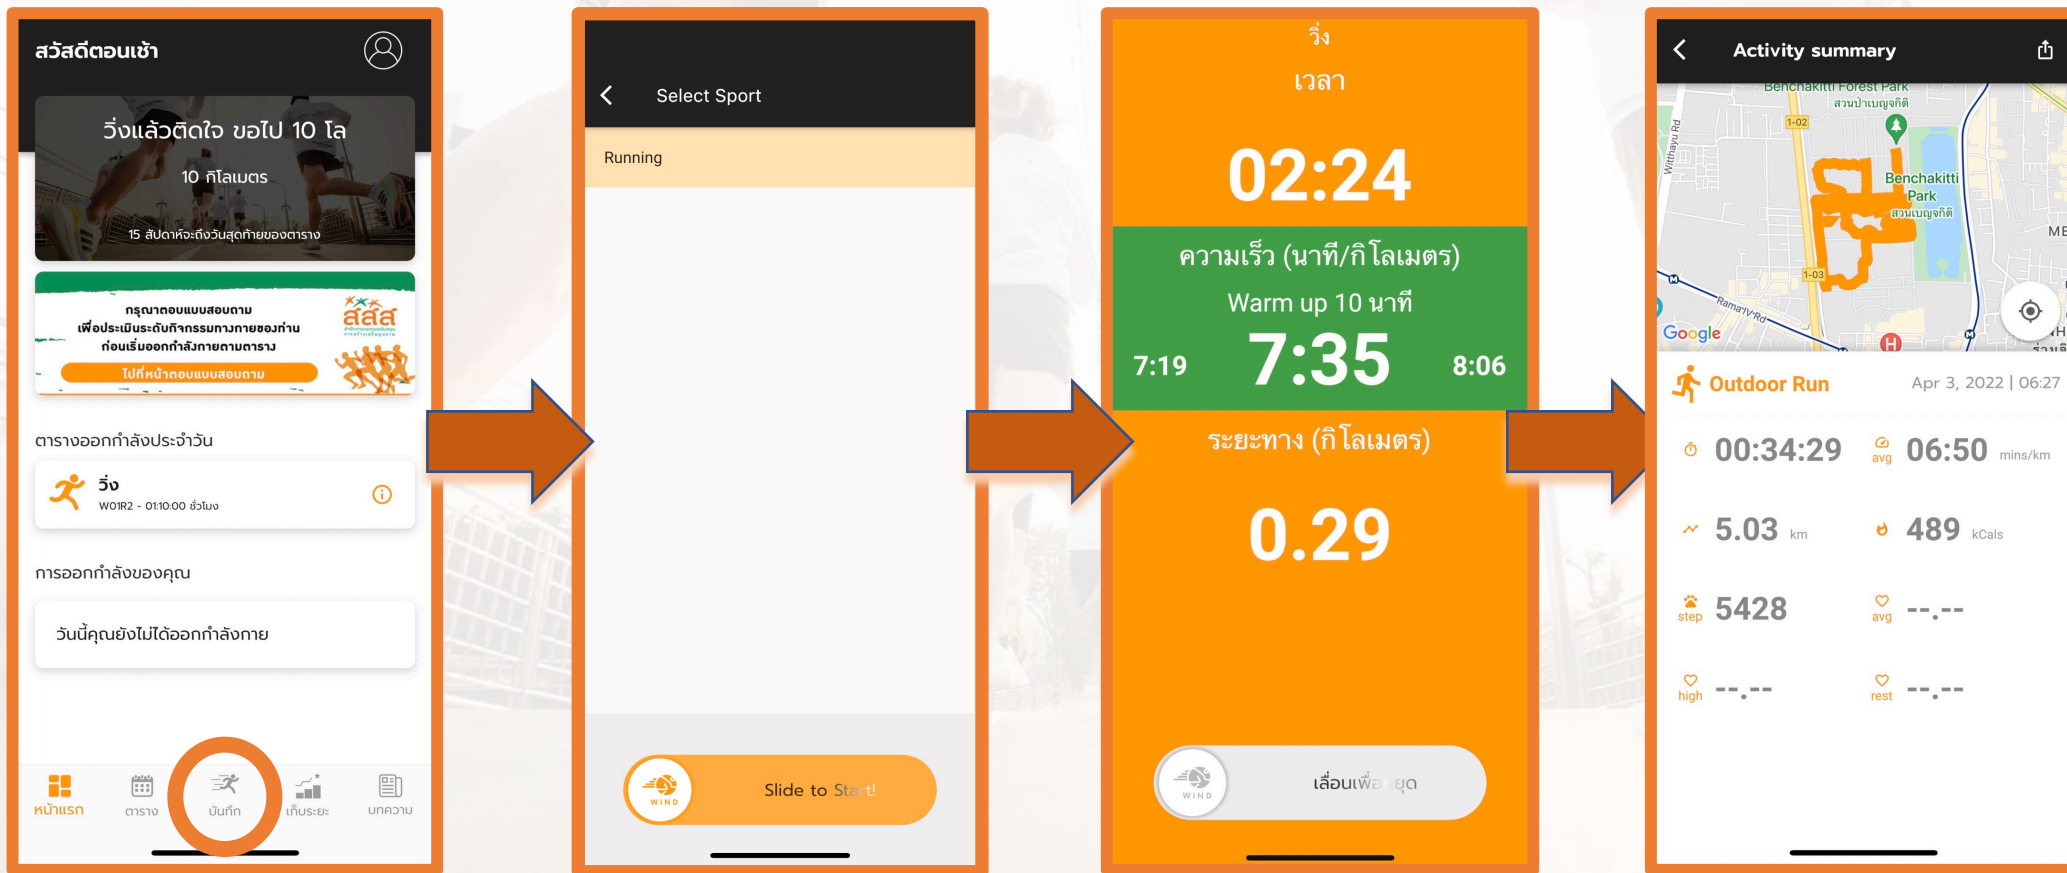 สวัสดีตอนเช้า
วิ่งแล้วติดใจ ขอไป 10 โล
10 กิโลเมตร
15 สัปดาห์จะถึงวันสุดท้ายของตาราง
กรุณาตอบแบบสอบถาม
เพื่อประเมินระดับกิจกรรมทางกายของท่าน
ก่อนเริ่มออกกำลังกายตามตาราง
ไปที่หน้าตอบแบบสอบถาม
สสส
ตารางออกกำลังประจำวัน
วิ่ง
W01R2 - 01:10:00 ชั่วโมง
การออกกำลังของคุณ
วันนี้คุณยังไม่ได้ออกกำลังกาย
หน้าแรก
ตาราง
บันทึก
เก็บระยะ
บทความ
Select Sport
Running
WIND
Slide to Start!
วิ่ง
เวลา
02:24
ความเร็ว (นาที/กิโลเมตร)
Warm up 10 นาที
7:19 7:35 8:06
ระยะทาง (กิโลเมตร)
0.29
WIND
เลื่อนเพื่อหยุด
Activity summary
Benchakitti Forest Park
สวนป่าเบญจกิติ
1-02
Witthayu Rd
Benchakitti
Park
สวนเบญจกิติ
1-03
Rama IV Rd
Google
H
Outdoor Run Apr 3, 2022 | 06:27
00:34:29 avg 06:50 mins/km
5.03 km 489 kCals
step 5428 avg --.--
high --.-- rest --.--